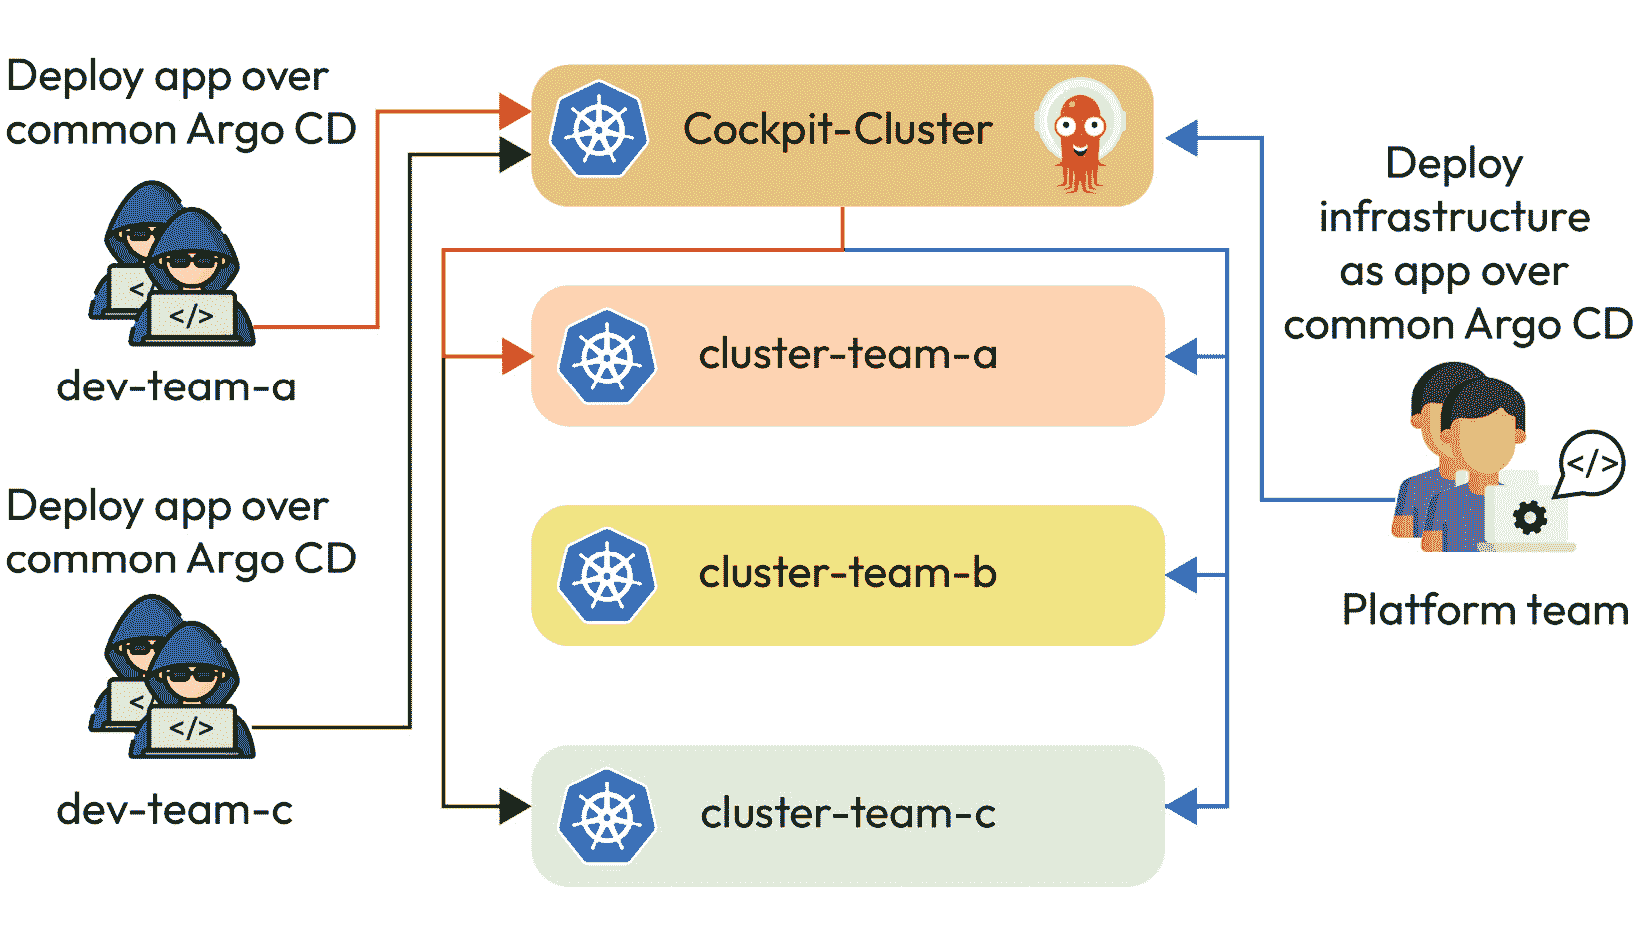 Deploy app over
common Argo CD
</>
<
dev-team-a
Deploy app over
common Argo CD
</>
<
dev-team-c
Cockpit-Cluster
cluster-team-a
cluster-team-b
cluster-team-c
Deploy
infrastructure
as app over
common Argo CD
</>
Platform team